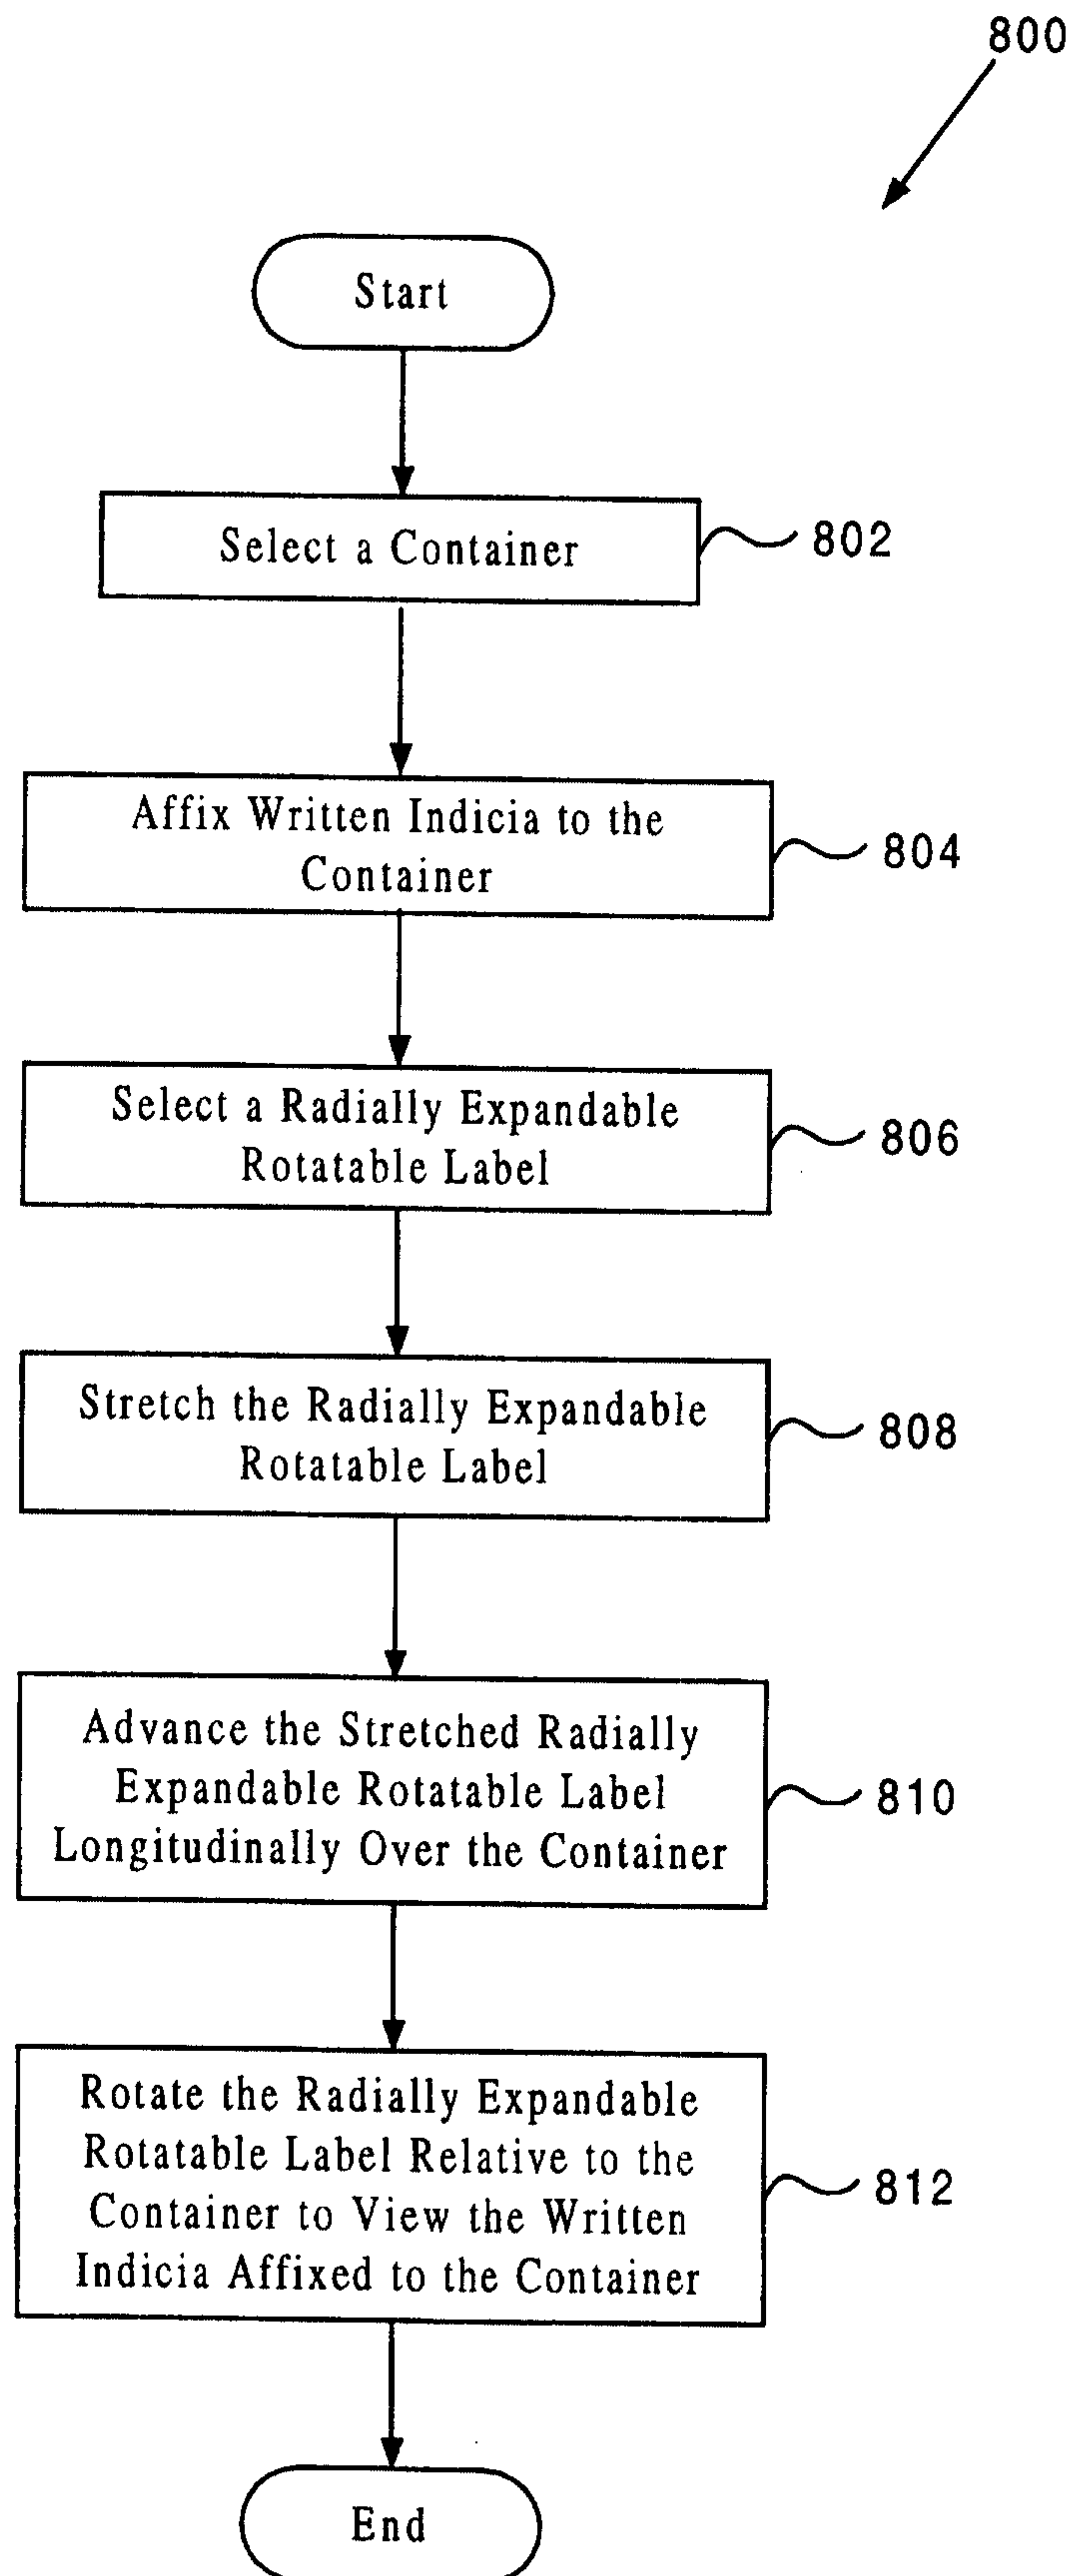 800
Start
Select a Container
802
Affix Written Indicia to the
Container
804
Select a Radially Expandable
Rotatable Label
806
Stretch the Radially Expandable
Rotatable Label
808
Advance the Stretched Radially
Expandable Rotatable Label
Longitudinally Over the Container
810
Rotate the Radially Expandable
Rotatable Label Relative to the
Container to View the Written
Indicia Affixed to the Container
812
End